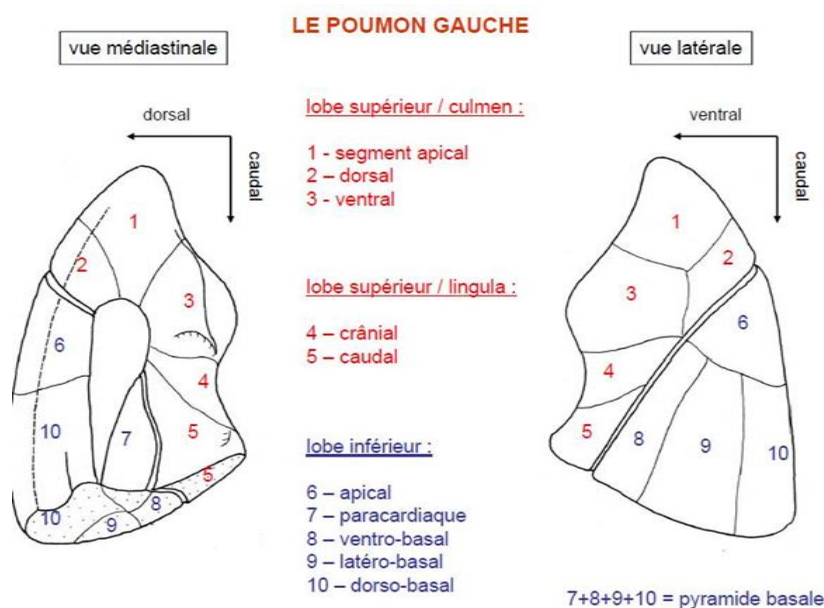 LE POUMON GAUCHE
vue médiastinale
vue latérale
dorsal
caudal
ventral
caudal
lobe supérieur / culmen :
1 - segment apical
2 – dorsal
3 - ventral
lobe supérieur / lingula :
4 – crânial
5 – caudal
lobe inférieur :
6 – apical
7 – paracardiaque
8 – ventro-basal
9 – latéro-basal
10 – dorso-basal
1
2
3
6
4
10
7
5
5
8
10
9
1
2
3
6
4
5
8
9
10
7+8+9+10 = pyramide basale